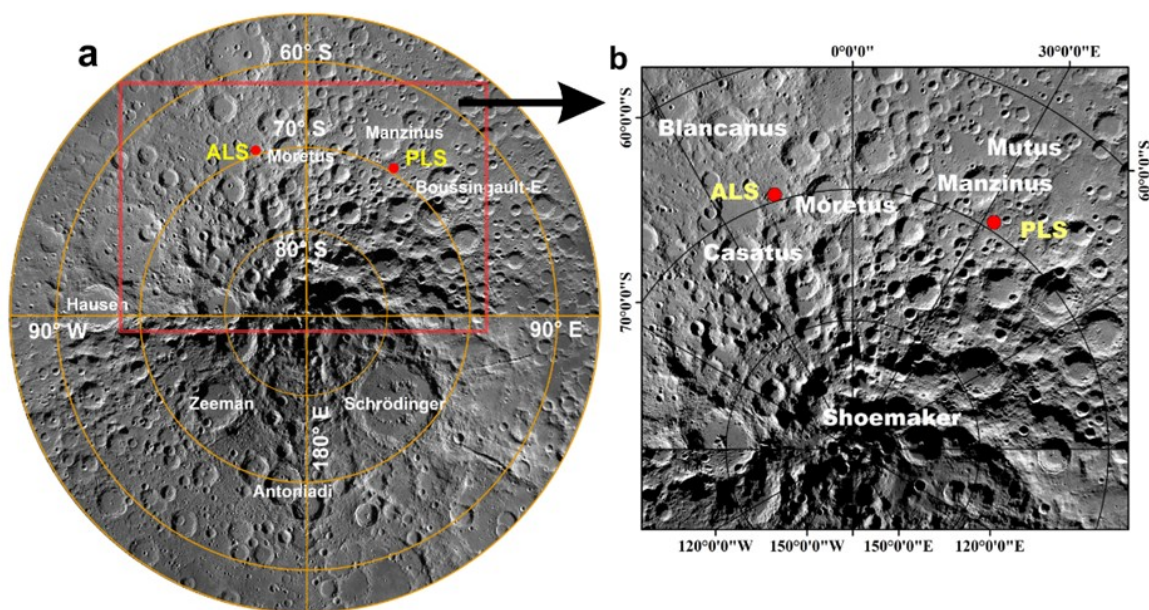 a
60° S
70° S
Manzinus
ALS
Moretus
PLS
Boussingault-E
80° S
Hausen
90° W
90° E
Zeeman
Schrödinger
180° E
Antoniadi
b
0°0'0"
30°0'0"E
60°0'0"S
Blancanus
Mutus
60°0'0"S
Manzinus
ALS
Moretus
PLS
Casatus
70°0'0"S
Shoemaker
120°0'0"W
150°0'0"W
150°0'0"E
120°0'0"E